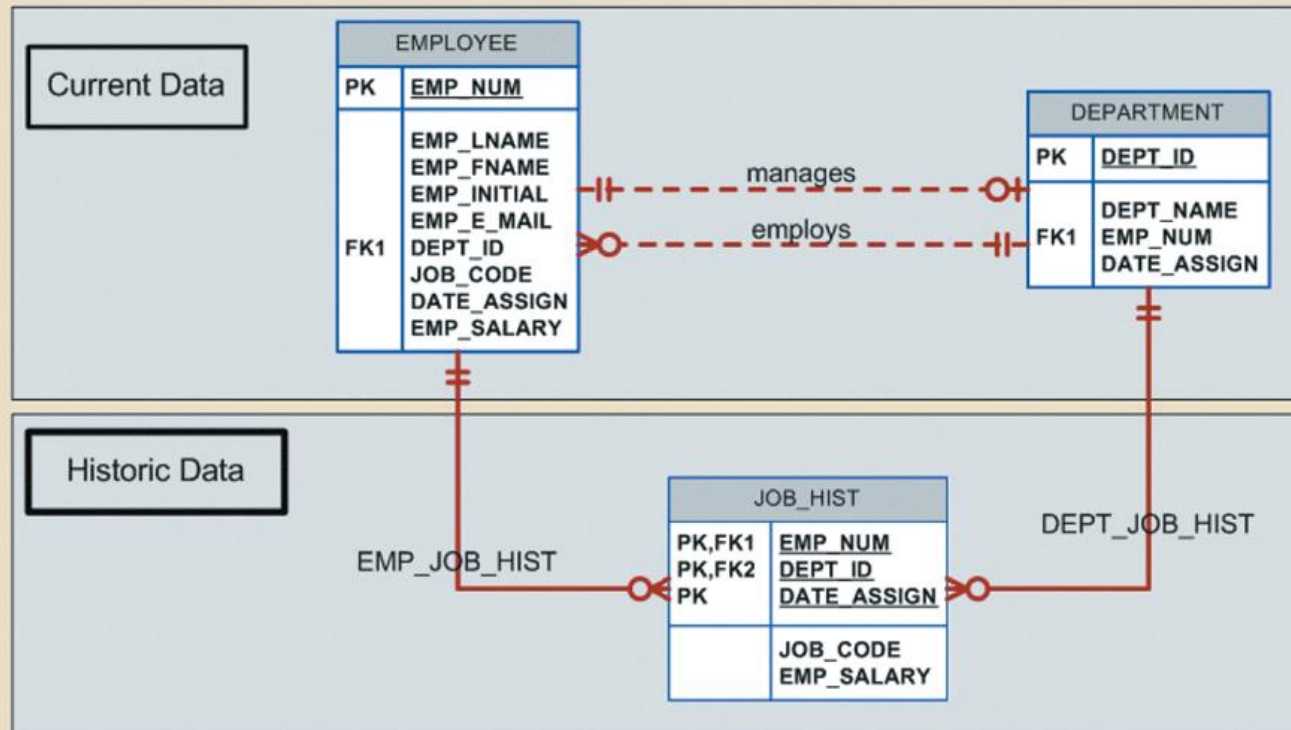 Current Data
EMPLOYEE
PK EMP_NUM
EMP_LNAME
EMP_FNAME
EMP_INITIAL
EMP_E_MAIL
FK1 DEPT_ID
JOB_CODE
DATE_ASSIGN
EMP_SALARY
manages
employs
DEPARTMENT
PK DEPT_ID
DEPT_NAME
FK1 EMP_NUM
DATE_ASSIGN
Historic Data
EMP_JOB_HIST
JOB_HIST
PK,FK1 EMP_NUM
PK,FK2 DEPT_ID
PK DATE_ASSIGN
JOB_CODE
EMP_SALARY
DEPT_JOB_HIST